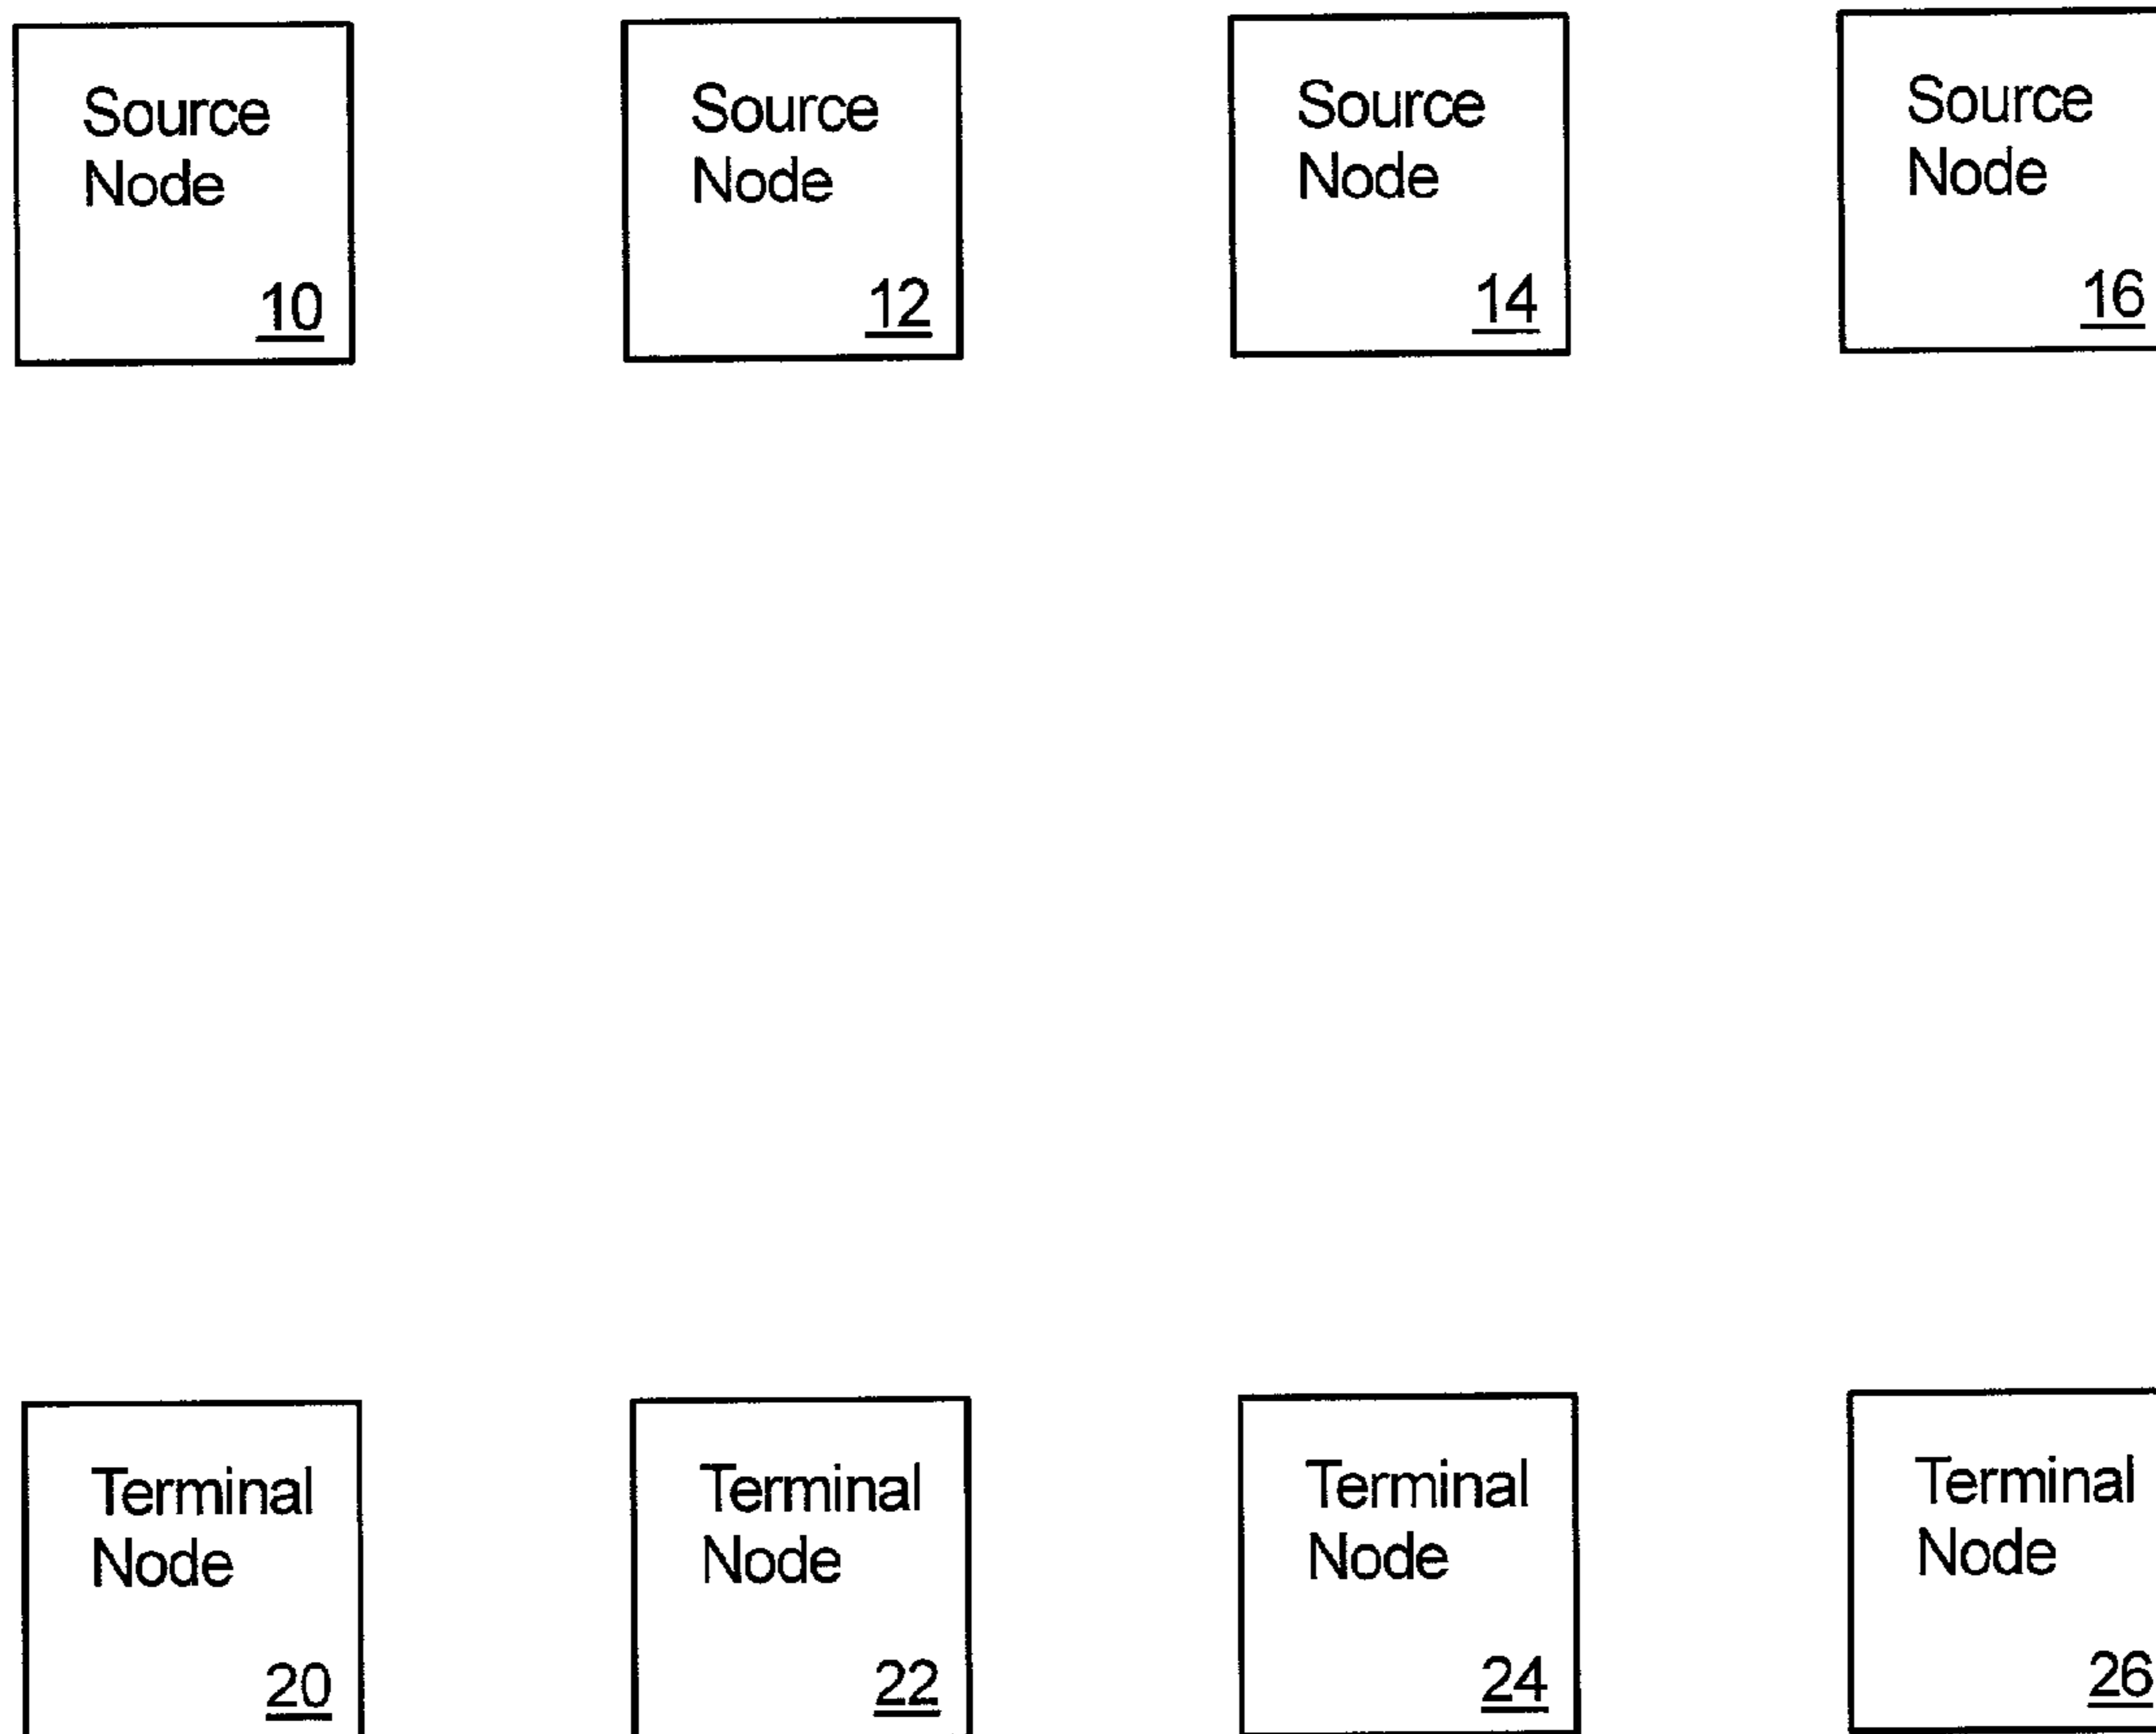 Source
Node
10
Source
Node
12
Source
Node
14
Source
Node
16
Terminal
Node
20
Terminal
Node
22
Terminal
Node
24
Terminal
Node
26